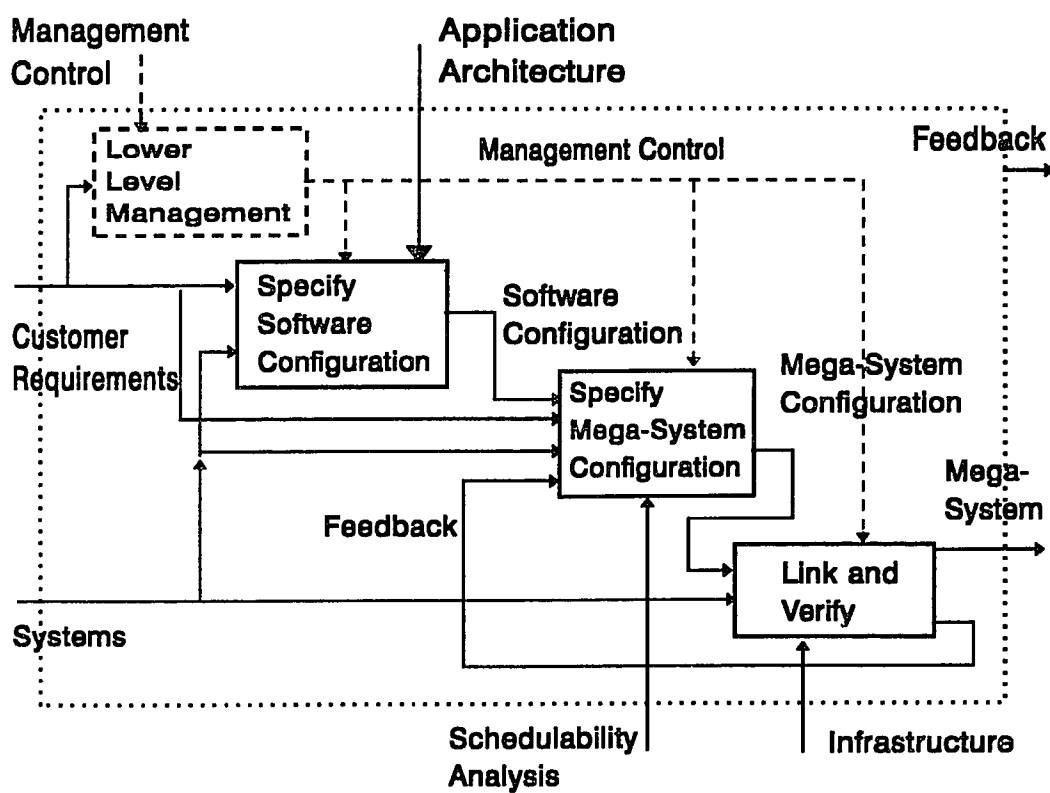 Management
Control
Application
Architecture
Feedback
Management Control
Lower
Level
Management
Specify
Software
Configuration
Software
Configuration
Customer
Requirements
Mega-System
Configuration
Specify
Mega-System
Configuration
Mega-
System
Feedback
Link and
Verify
Systems
Schedulability
Analysis
Infrastructure